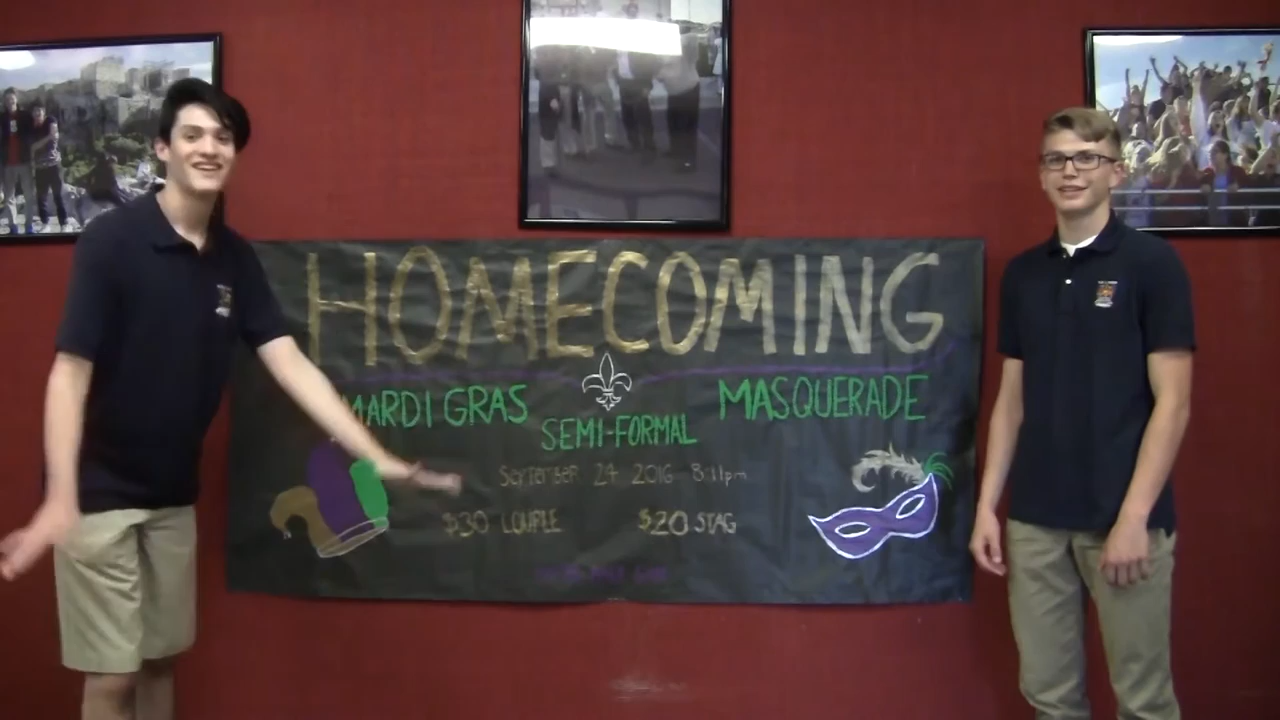 HOMECOMING
MARDI GRAS
MASQUERADE
SEMI-FORMAL
September 24 2016 8-11pm
$30 COUPLE $20 STAG